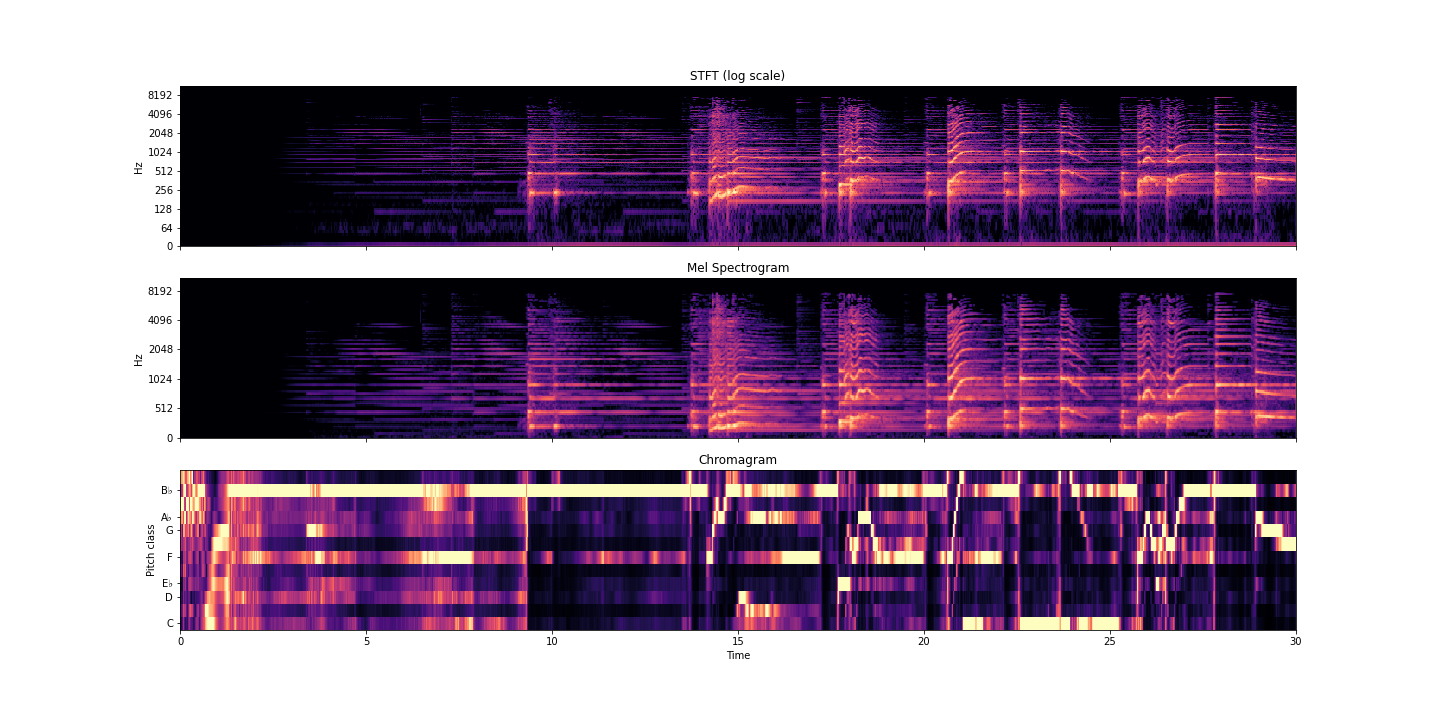 STFT (log scale)
8192
4096
2048
1024
512
256
128
64
0
Hz
Mel Spectrogram
8192
4096
2048
1024
512
0
Hz
Chromagram
B♭
A♭
G
F
E♭
D
C
Pitch class
0 5 10 15 20 25 30
Time